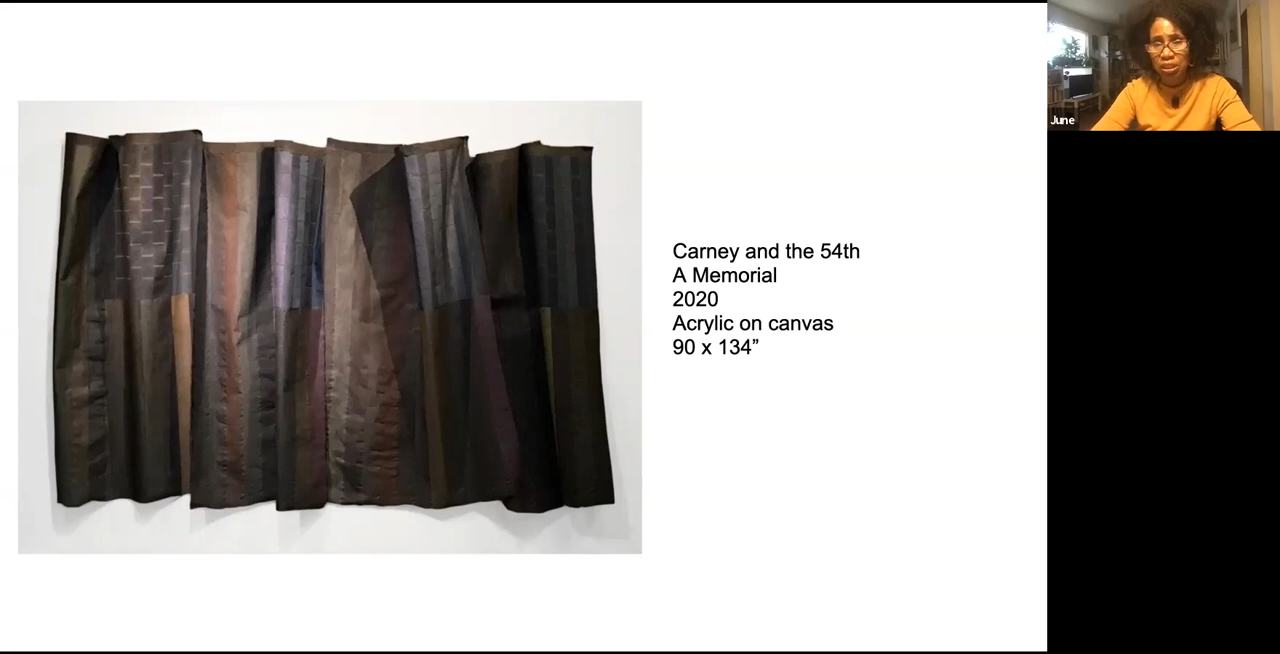 Carney and the 54th
A Memorial
2020
Acrylic on canvas
90 x 134”
June